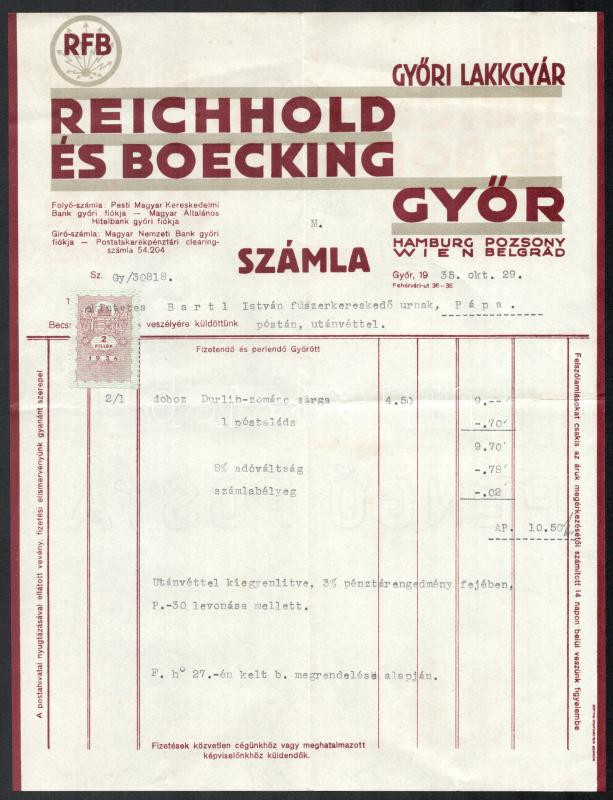 RFB
GYŐRI LAKKGYÁR
REICHHOLD
ÉS BOECKING
GYŐR
HAMBURG POZSONY
WIEN BELGRÁD
Folyó-számla: Pesti Magyar Kereskedelmi
Bank győri fiókja — Magyar Általános
Hitelbank győri fiókja
Giró-számla: Magyar Nemzeti Bank győri
fiókja — Postatakarékpénztári clearing-
számla 54.204
M.
SZÁMLA
Sz. Gy/30818.
Győr, 19 35. okt. 29.
Fehérvári-ut 36-38
Bartl István füszerkereskedő urnak, Pápa.
veszélyére küldöttünk postán, utánvéttel.
2
FILLÉR
1934
Fizetendő és perlendő Győrött
2/1 doboz Durlin-zománc sárga 4.50 9.--
1 póstaláda -.70
9.70
8% adóváltság -.78
számlabélyeg -.02
AP. 10.50
Utánvéttel kiegyenlitve, 3% pénztárengedmény fejében,
P.-30 levonása mellett.
F. hó 27.-én kelt b. megrendelése alapján.
Fizetések közvetlen cégünkhöz vagy meghatalmazott
képviselőnkhöz küldendők.
A postahivatal nyugtázásával ellátott vevény, fizetési elismervényünk gyanánt szerepel
Felszólamlásokat csakis az áruk megérkezésétől számított 14 napon belül veszünk figyelembe